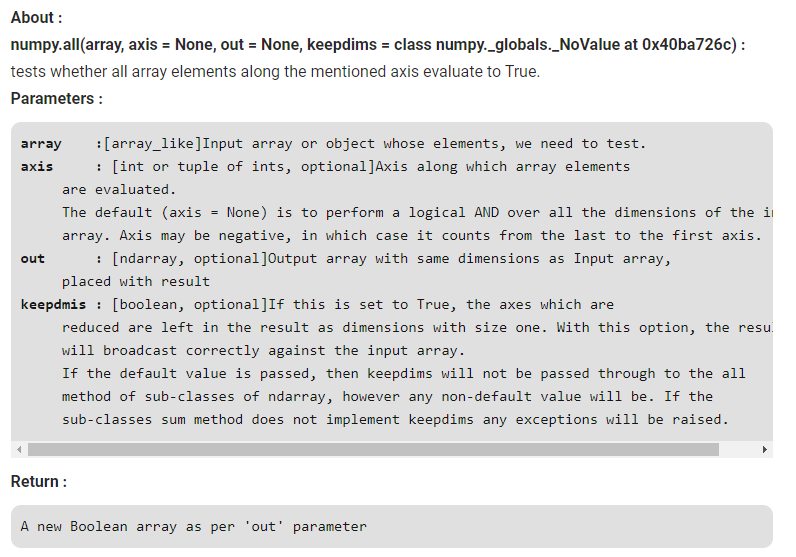 About :
numpy.all(array, axis = None, out = None, keepdims = class numpy._globals._NoValue at 0x40ba726c) :
tests whether all array elements along the mentioned axis evaluate to True.
Parameters :
array    :[array_like]Input array or object whose elements, we need to test.
axis     : [int or tuple of ints, optional]Axis along which array elements
are evaluated.
The default (axis = None) is to perform a logical AND over all the dimensions of the
array. Axis may be negative, in which case it counts from the last to the first axis.
out      : [ndarray, optional]Output array with same dimensions as Input array,
placed with result
keepdmis : [boolean, optional]If this is set to True, the axes which are
reduced are left in the result as dimensions with size one. With this option, the
will broadcast correctly against the input array.
If the default value is passed, then keepdims will not be passed through to the all
method of sub-classes of ndarray, however any non-default value will be. If the
sub-classes sum method does not implement keepdims any exceptions will be raised.
Return :
A new Boolean array as per 'out' parameter